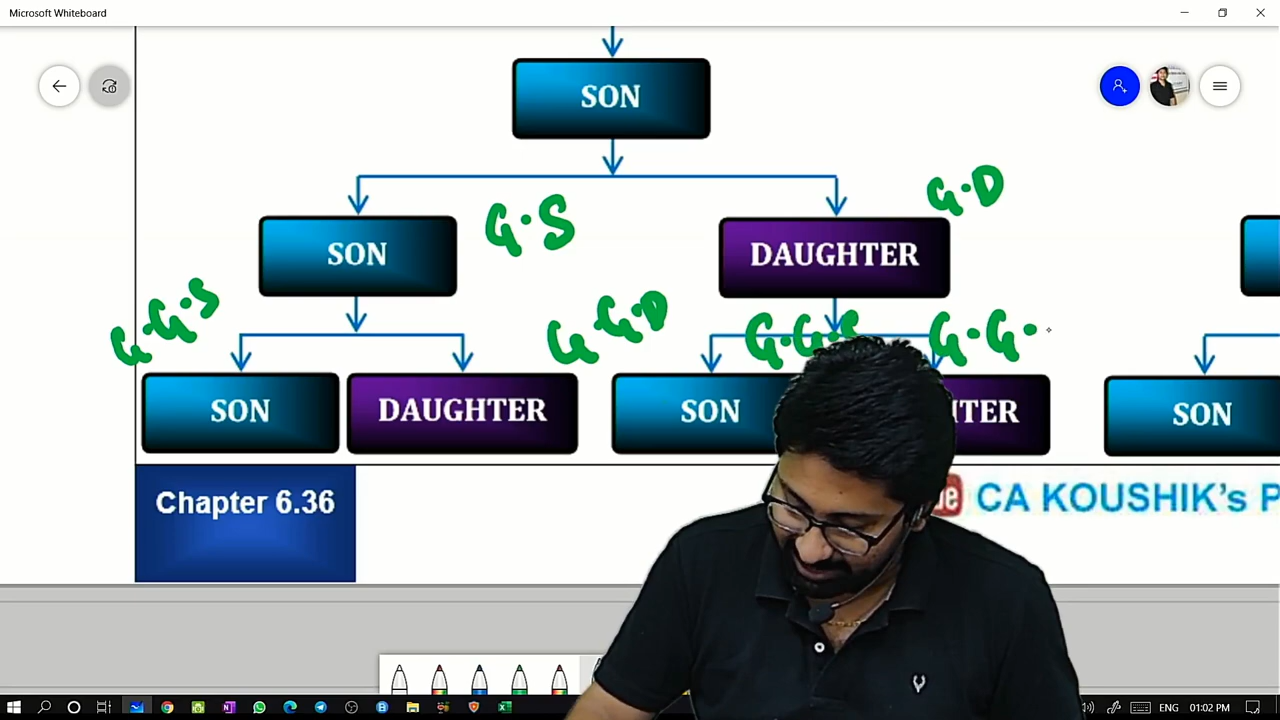 Microsoft Whiteboard
SON
G.D
G.S
SON
DAUGHTER
G.G.S
G.G.D
G.G.S
G.G.
SON
DAUGHTER
SON
TER
SON
Chapter 6.36
CA KOUSHIK's P
ENG
01:02 PM